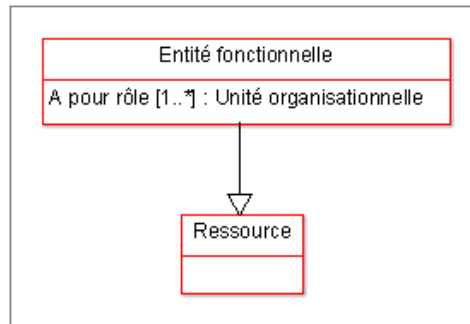 Entité fonctionnelle
A pour rôle [1..*] : Unité organisationnelle
Ressource